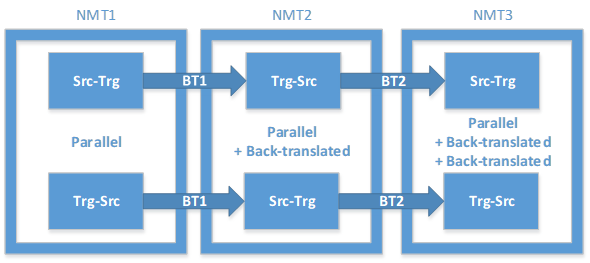 NMT1 NMT2 NMT3
Src-Trg BT1 Trg-Src BT2 Src-Trg
Parallel
Parallel
+ Back-translated
Parallel
+ Back-translated
+ Back-translated
Trg-Src BT1 Src-Trg BT2 Trg-Src